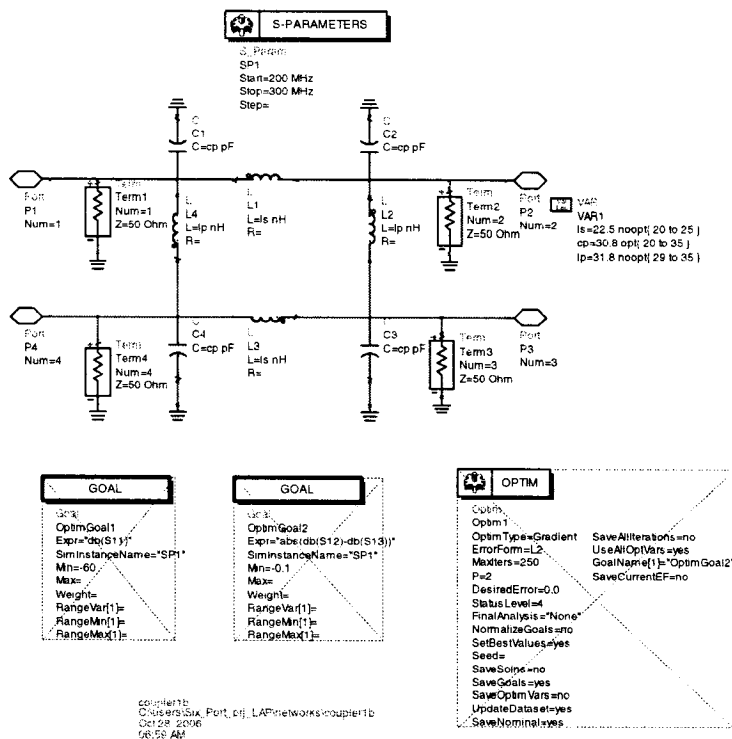 S-PARAMETERS
S_Param
SP1
Start=200 MHz
Stop=300 MHz
Step=
C
C1
C=cp pF
C
C2
C=cp pF
Port
P1
Num=1
Term
Term1
Num=1
Z=50 Ohm
L
L4
L=lp nH
R=
L
L1
L=ls nH
R=
L
L2
L=lp nH
R=
Term
Term2
Num=2
Z=50 Ohm
Port
P2
Num=2
VAR
VAR1
ls=22.5 noopt{ 20 to 25 }
cp=30.8 opt{ 20 to 35 }
lp=31.8 noopt{ 29 to 35 }
Port
P4
Num=4
Term
Term4
Num=4
Z=50 Ohm
C
C4
C=cp pF
L
L3
L=ls nH
R=
C
C3
C=cp pF
Term
Term3
Num=3
Z=50 Ohm
Port
P3
Num=3
GOAL
Goal
OptimGoal1
Expr="db(S11)"
SimInstanceName="SP1"
Min=-60
Max=
Weight=
RangeVar[1]=
RangeMin[1]=
RangeMax[1]=
GOAL
Goal
OptimGoal2
Expr="abs(db(S12)-db(S13))"
SimInstanceName="SP1"
Min=-0.1
Max=
Weight=
RangeVar[1]=
RangeMin[1]=
RangeMax[1]=
OPTIM
Optim
Optim1
OptimType=Gradient
ErrorForm=L2
MaxIters=250
P=2
DesiredError=0.0
StatusLevel=4
FinalAnalysis="None"
NormalizeGoals=no
SetBestValues=yes
Seed=
SaveSolns=no
SaveGoals=yes
SaveOptimVars=no
UpdateDataset=yes
SaveNominal=yes
SaveAllIterations=no
UseAllOptVars=yes
GoalName[1]="OptimGoal2"
SaveCurrentEF=no
coupler1b
C:\users\Six_Port_prj_LAP\networks\coupler1b
Oct 28, 2006
06:59 AM